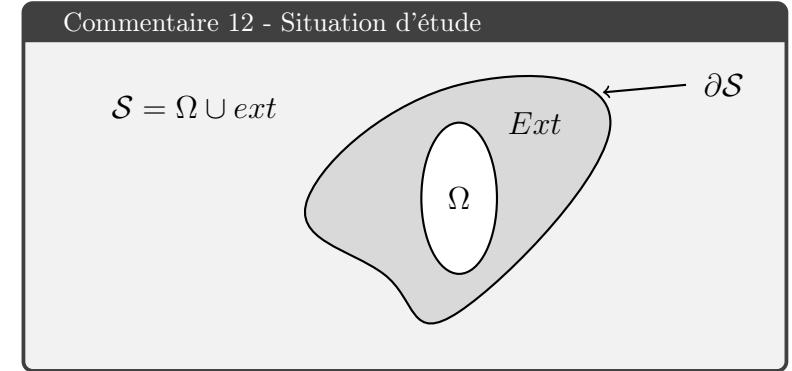 Commentaire 12 - Situation d'étude
𝒮 = Ω ∪ ext
∂𝒮
Ext
Ω